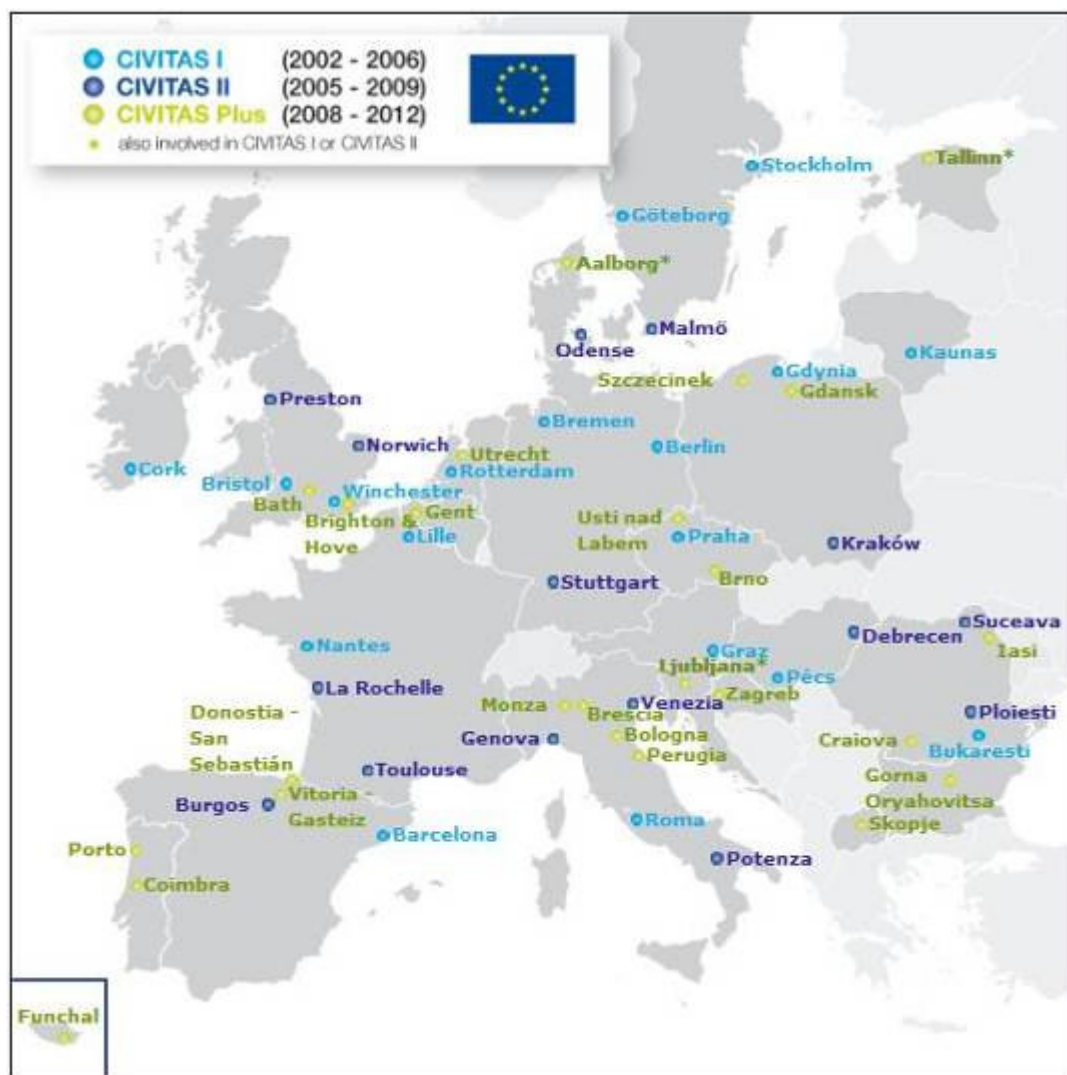 CIVITAS I (2002 - 2006)
CIVITAS II (2005 - 2009)
CIVITAS Plus (2008 - 2012)
also involved in CIVITAS I or CIVITAS II
Stockholm
Tallinn*
Göteborg
Aalborg*
Malmö
Odense
Kaunas
Gdynia
Szczecinek
Gdansk
Preston
Bremen
Norwich
Berlin
Utrecht
Cork
Rotterdam
Bristol
Winchester
Bath
Gent
Brighton &
Hove
Lille
Usti nad
Labem
Praha
Kraków
Stuttgart
Brno
Suceava
Debrecen
Iasi
Nantes
Graz
Ljubljana*
Pécs
La Rochelle
Zagreb
Monza
Brescia
Venezia
Ploiesti
Donostia -
San
Sebastián
Genova
Bologna
Craiova
Bukaresti
Perugia
Toulouse
Gorna
Oryahovitsa
Burgos
Vitoria -
Gasteiz
Skopje
Roma
Barcelona
Porto
Potenza
Coimbra
Funchal